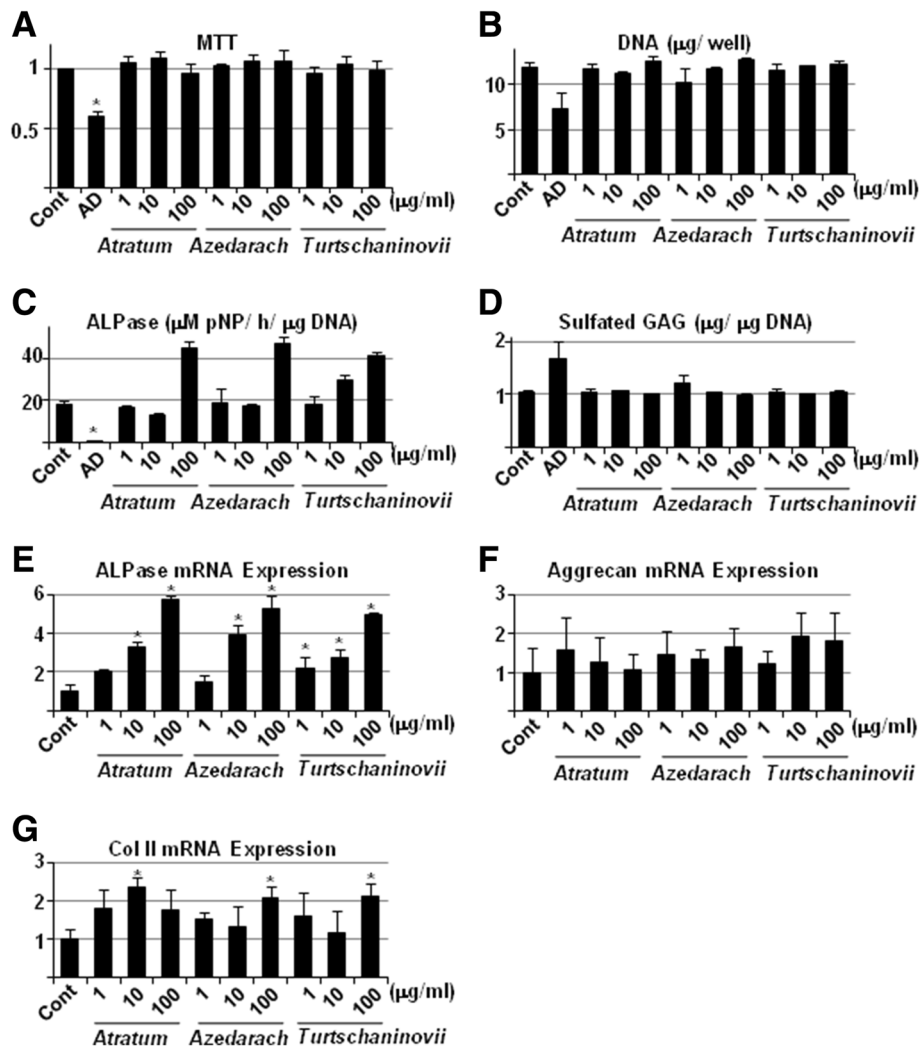 A
MTT
1
0.5
*
Cont AD 1 10 100 1 10 100 1 10 100 (μg/ml)
Atratum Azedarach Turtschaninovii
B
DNA (μg/ well)
10
5
Cont AD 1 10 100 1 10 100 1 10 100 (μg/ml)
Atratum Azedarach Turtschaninovii
C
ALPase (μM pNP/ h/ μg DNA)
40
20
*
Cont AD 1 10 100 1 10 100 1 10 100 (μg/ml)
Atratum Azedarach Turtschaninovii
D
Sulfated GAG (μg/ μg DNA)
2
1
Cont AD 1 10 100 1 10 100 1 10 100 (μg/ml)
Atratum Azedarach Turtschaninovii
E
ALPase mRNA Expression
6
4
2
* * * * * * *
Cont 1 10 100 1 10 100 1 10 100 (μg/ml)
Atratum Azedarach Turtschaninovii
F
Aggrecan mRNA Expression
3
2
1
Cont 1 10 100 1 10 100 1 10 100 (μg/ml)
Atratum Azedarach Turtschaninovii
G
Col II mRNA Expression
3
2
1
* * *
Cont 1 10 100 1 10 100 1 10 100 (μg/ml)
Atratum Azedarach Turtschaninovii